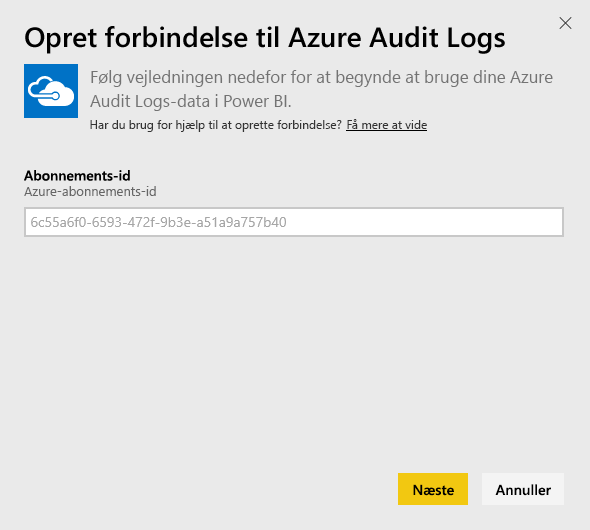 Opret forbindelse til Azure Audit Logs
Følg vejledningen nedefor for at begynde at bruge dine Azure
Audit Logs-data i Power BI.
Har du brug for hjælp til at oprette forbindelse? Få mere at vide
Abonnements-id
Azure-abonnements-id
6c55a6f0-6593-472f-9b3e-a51a9a757b40
Næste
Annuller